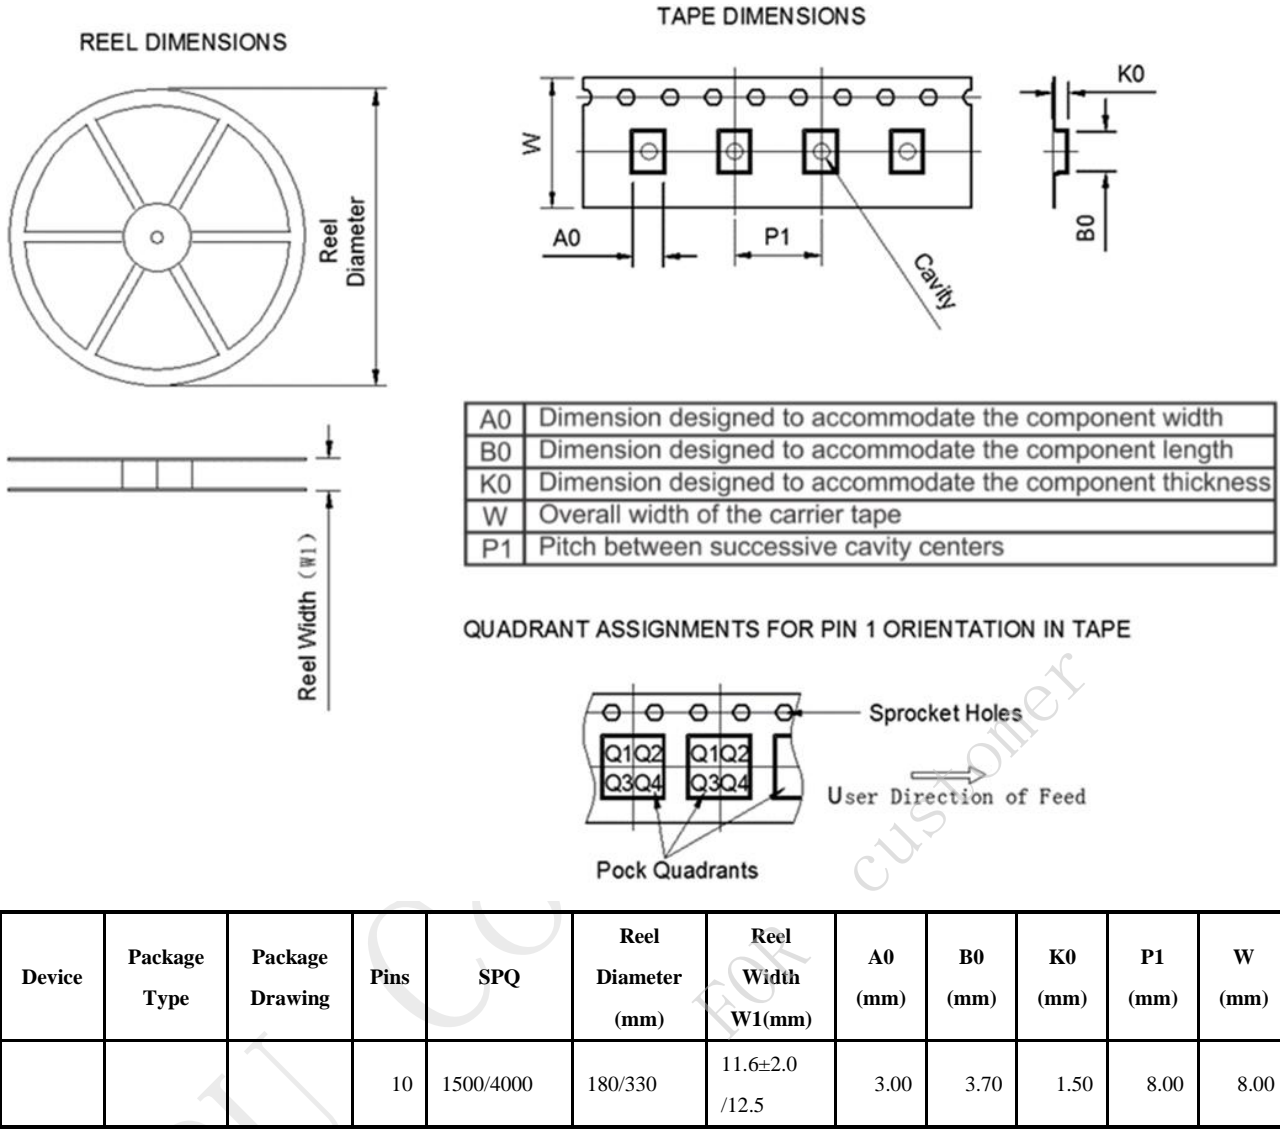 REEL DIMENSIONS
TAPE DIMENSIONS
Reel
Diameter
Reel Width (W1)
W
A0
P1
Cavity
K0
B0
A0 Dimension designed to accommodate the component width
B0 Dimension designed to accommodate the component length
K0 Dimension designed to accommodate the component thickness
W Overall width of the carrier tape
P1 Pitch between successive cavity centers
QUADRANT ASSIGNMENTS FOR PIN 1 ORIENTATION IN TAPE
Sprocket Holes
Q1 Q2 Q1 Q2
Q3 Q4 Q3 Q4
User Direction of Feed
Pock Quadrants
FOR customer
Device Package Type Package Drawing Pins SPQ Reel Diameter (mm) Reel Width W1(mm) A0 (mm) B0 (mm) K0 (mm) P1 (mm) W (mm)
10 1500/4000 180/330 11.6±2.0 /12.5 3.00 3.70 1.50 8.00 8.00